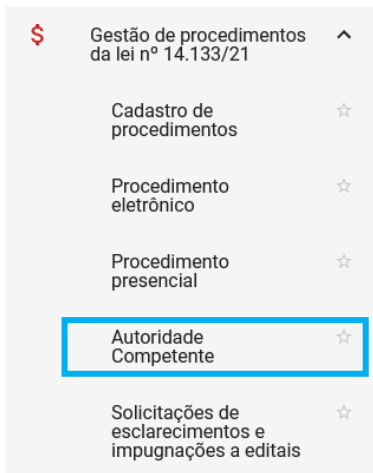 $ Gestão de procedimentos
da lei nº 14.133/21
Cadastro de
procedimentos
Procedimento
eletrônico
Procedimento
presencial
Autoridade
Competente
Solicitações de
esclarecimentos e
impugnações a editais